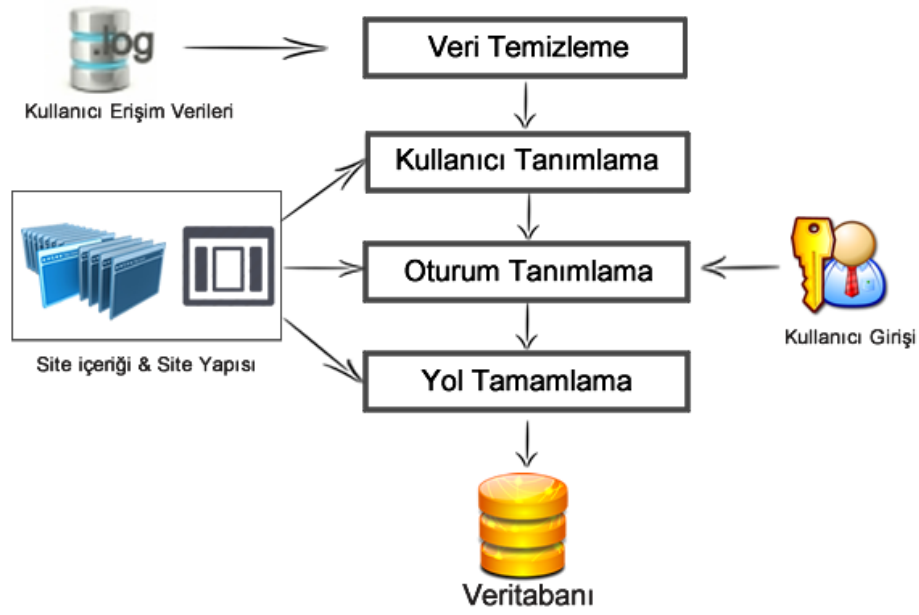 .log
Veri Temizleme
Kullanıcı Erişim Verileri
Kullanıcı Tanımlama
Oturum Tanımlama
Kullanıcı Girişi
Site içeriği & Site Yapısı
Yol Tamamlama
Veritabanı